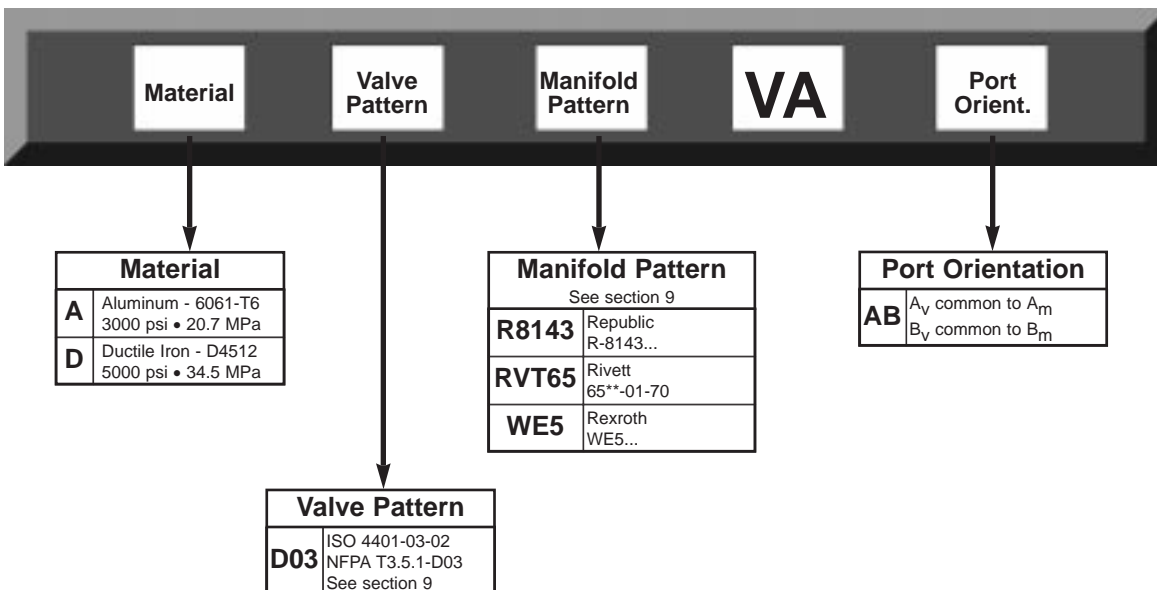 Material
Valve
Pattern
Manifold
Pattern
VA
Port
Orient.
Material
A
Aluminum - 6061-T6
3000 psi • 20.7 MPa
D
Ductile Iron - D4512
5000 psi • 34.5 MPa
Manifold Pattern
See section 9
R8143
Republic
R-8143...
RVT65
Rivett
65**-01-70
WE5
Rexroth
WE5...
Port Orientation
AB
Av common to Am
Bv common to Bm
Valve Pattern
D03
ISO 4401-03-02
NFPA T3.5.1-D03
See section 9